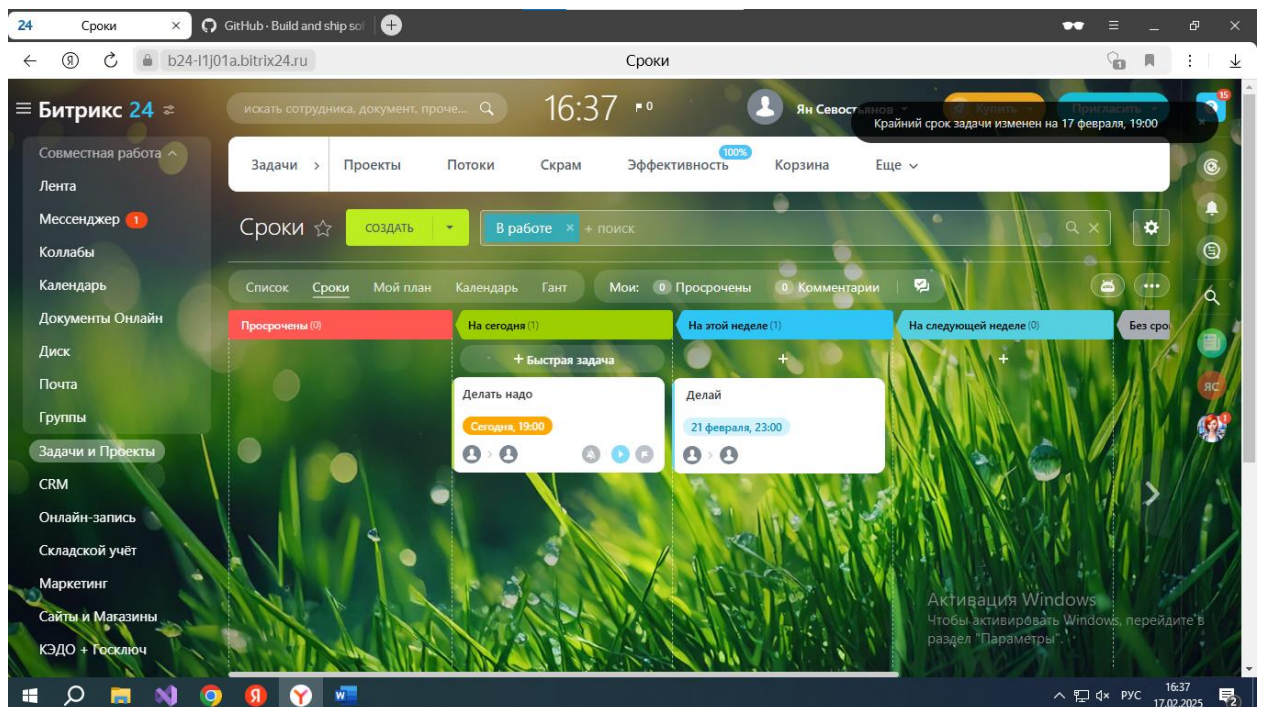 24 Сроки × GitHub · Build and ship sof
b24-l1j01a.bitrix24.ru Сроки
Битрикс 24 искать сотрудника, документ, проче... 16:37 0 Ян Севостьянов Купить Пригласить 15
Крайний срок задачи изменен на 17 февраля, 19:00
Совместная работа
Лента
Мессенджер 1
Коллабы
Календарь
Документы Онлайн
Диск
Почта
Группы
Задачи и Проекты
CRM
Онлайн-запись
Складской учёт
Маркетинг
Сайты и Магазины
КЭДО + Госключ
Задачи > Проекты Потоки Скрам Эффективность 100% Корзина Еще
Сроки СОЗДАТЬ В работе × + поиск
Список Сроки Мой план Календарь Гант Мои: 0 Просрочены 0 Комментарии
Просрочены (0) На сегодня (1) На этой неделе (1) На следующей неделе (0) Без сро
+ Быстрая задача + +
Делать надо
Сегодня, 19:00
Делай
21 февраля, 23:00
ЯС
1
Активация Windows
Чтобы активировать Windows, перейдите в
раздел "Параметры".
РУС 16:37
17.02.2025 2